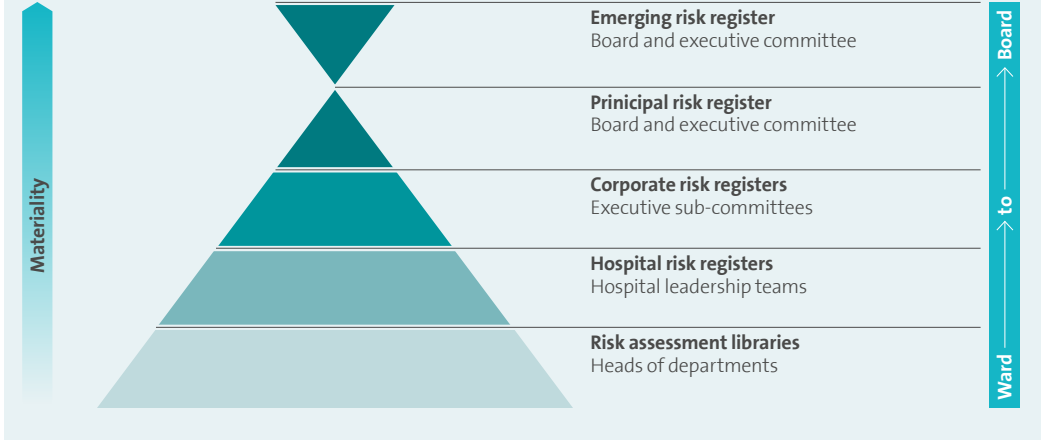 Emerging risk register
Board and executive committee
Prinicipal risk register
Board and executive committee
Corporate risk registers
Executive sub-committees
Hospital risk registers
Hospital leadership teams
Risk assessment libraries
Heads of departments
Materiality
Ward to Board